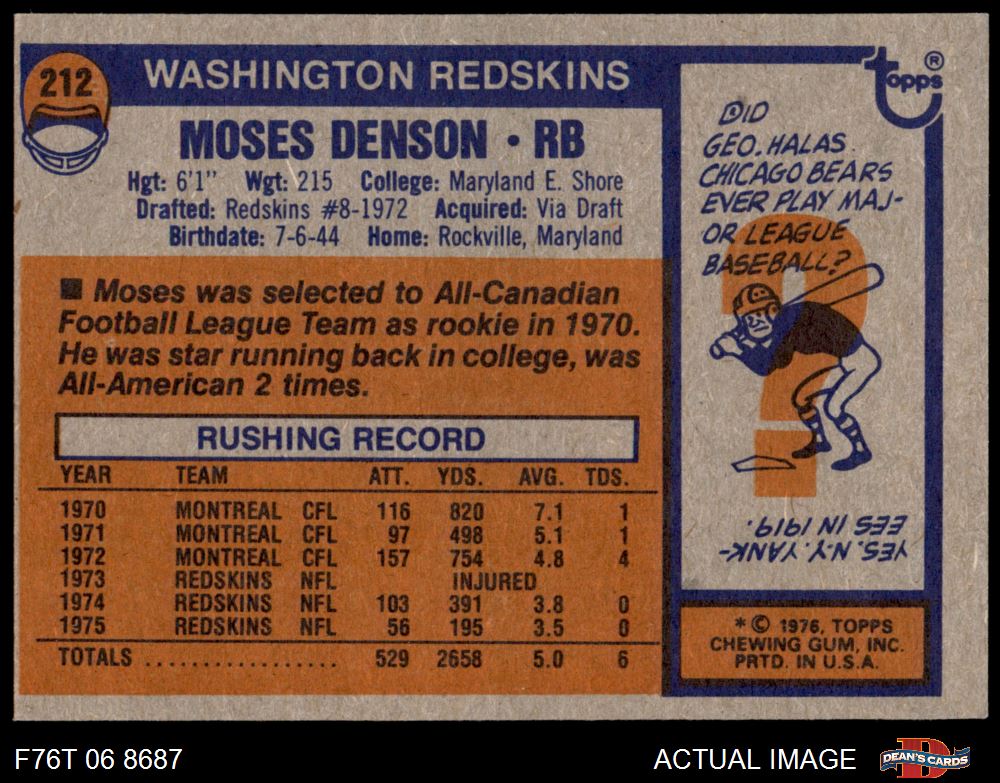 212
WASHINGTON REDSKINS
MOSES DENSON • RB
Hgt: 6'1" Wgt: 215 College: Maryland E. Shore
Drafted: Redskins #8-1972 Acquired: Via Draft
Birthdate: 7-6-44 Home: Rockville, Maryland
■ Moses was selected to All-Canadian
Football League Team as rookie in 1970.
He was star running back in college, was
All-American 2 times.
RUSHING RECORD
YEAR TEAM ATT. YDS. AVG. TDS.
1970 MONTREAL CFL 116 820 7.1 1
1971 MONTREAL CFL 97 498 5.1 1
1972 MONTREAL CFL 157 754 4.8 4
1973 REDSKINS NFL INJURED
1974 REDSKINS NFL 103 391 3.8 0
1975 REDSKINS NFL 56 195 3.5 0
TOTALS .................. 529 2658 5.0 6
topps®
DID
GEO. HALAS
CHICAGO BEARS
EVER PLAY MAJ-
OR LEAGUE
BASEBALL?
?
YES. N.Y. YANK-
EES IN 1919.
* © 1976, TOPPS
CHEWING GUM, INC.
PRTD. IN U.S.A.
F76T 06 8687
ACTUAL IMAGE
D
DEAN'S CARDS